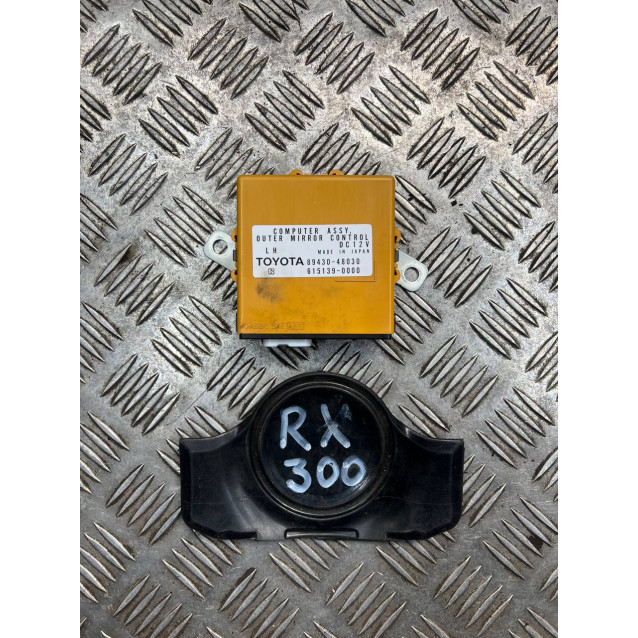 COMPUTER ASSY,
OUTER MIRROR CONTROL
DC12V
LH MADE IN JAPAN
TOYOTA 89430-48030
615139-0000
RX
300